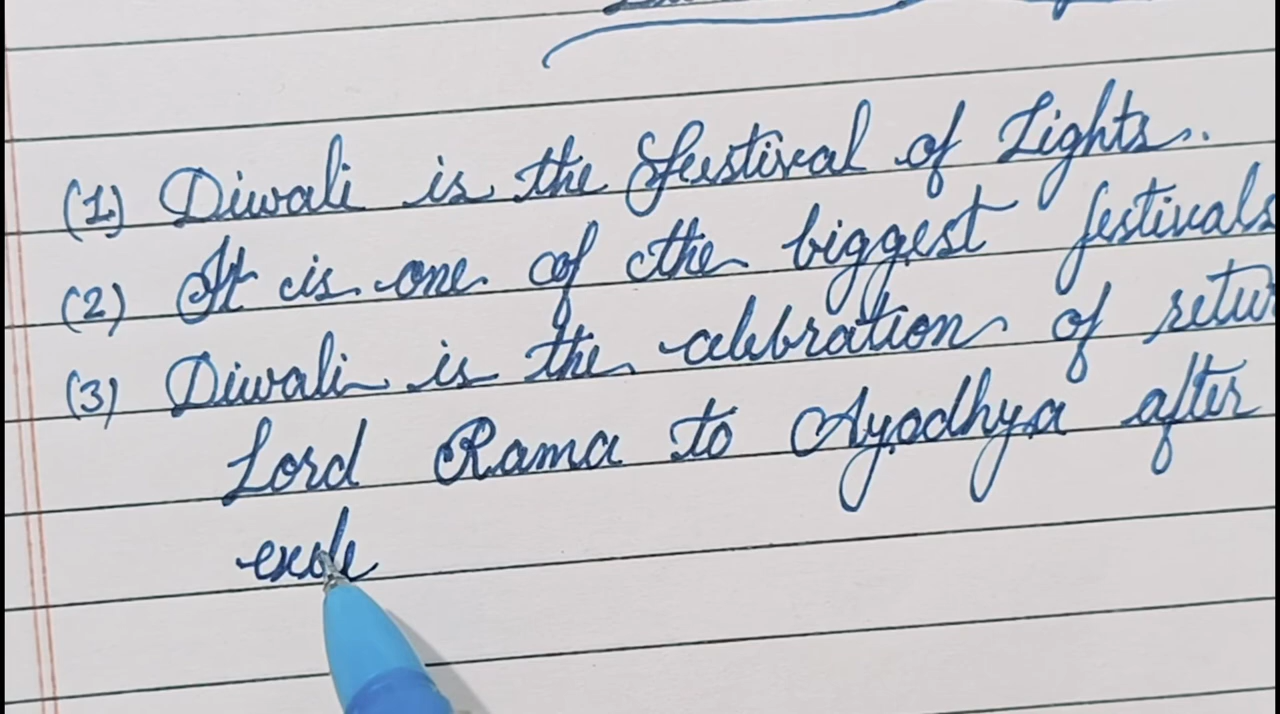 (1) Diwali is the festival of Lights.
(2) It is one of the biggest festivals
(3) Diwali is the celebration of retur
Lord Rama to Ayodhya after
exile